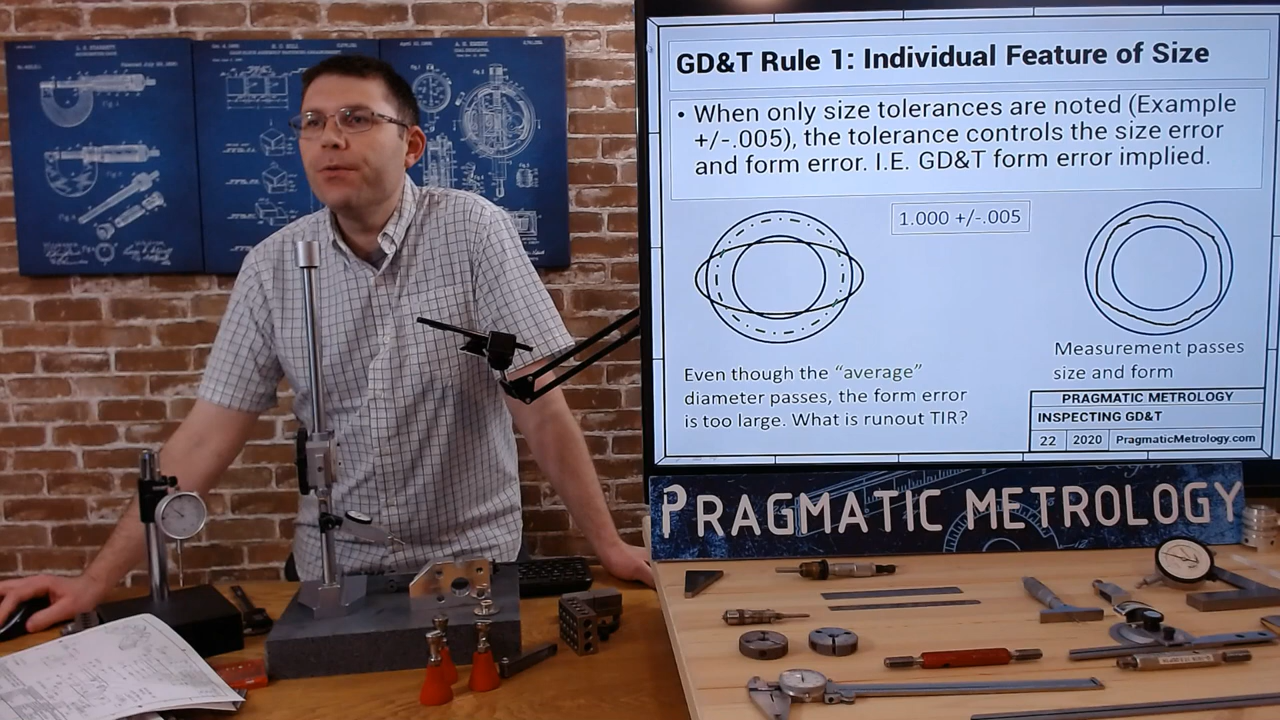 GD&T Rule 1: Individual Feature of Size
• When only size tolerances are noted (Example
+/-.005), the tolerance controls the size error
and form error. I.E. GD&T form error implied.
1.000 +/-.005
Even though the “average”
diameter passes, the form error
is too large. What is runout TIR?
Measurement passes
size and form
PRAGMATIC METROLOGY
INSPECTING GD&T
22 2020 PragmaticMetrology.com
PRAGMATIC METROLOGY